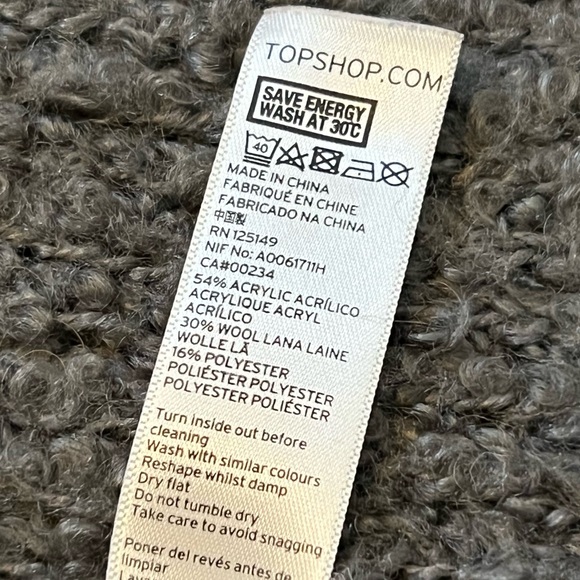 TOPSHOP.COM
SAVE ENERGY
WASH AT 30°C
40
MADE IN CHINA
FABRIQUÉ EN CHINE
FABRICADO NA CHINA
中国製
RN 125149
NIF No: A0061711H
CA#00234
54% ACRYLIC ACRÍLICO
ACRYLIQUE ACRYL
ACRÍLICO
30% WOOL LANA LAINE
WOLLE LÃ
16% POLYESTER
POLIÉSTER POLYESTER
POLYESTER POLIÉSTER
Turn inside out before
cleaning
Wash with similar colours
Reshape whilst damp
Dry flat
Do not tumble dry
Take care to avoid snagging
Poner del revés antes de
limpiar